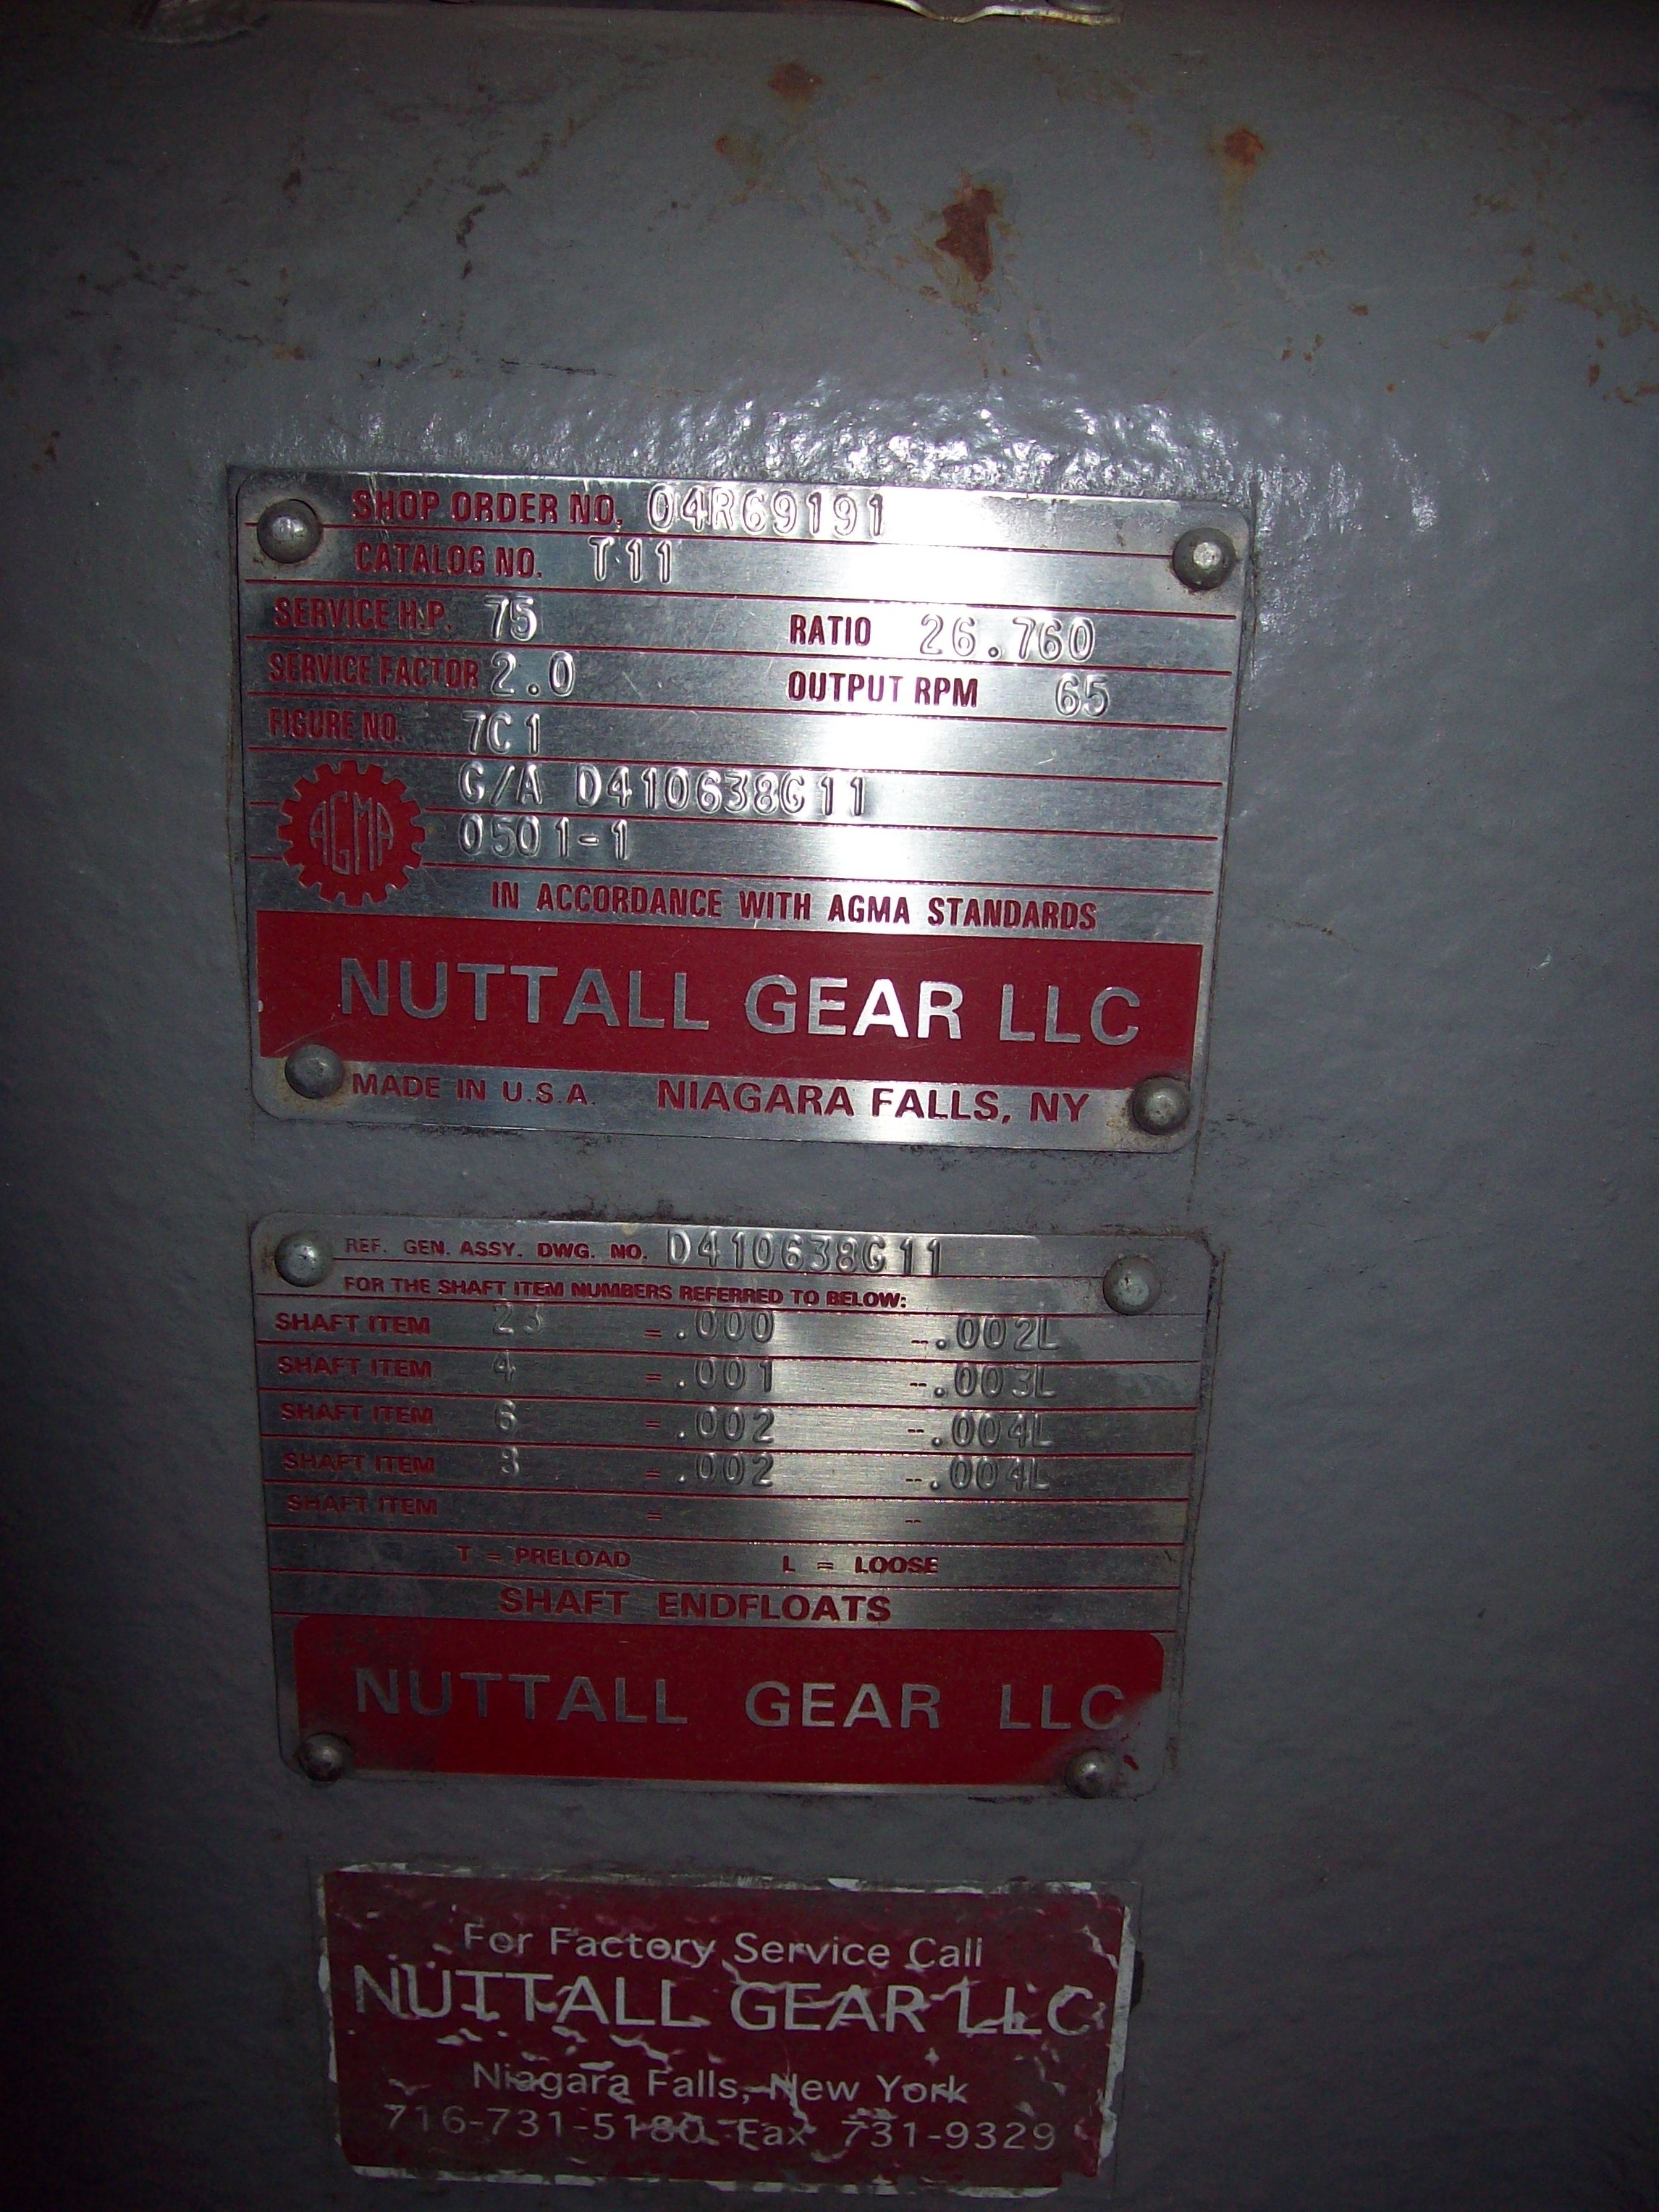 SHOP ORDER NO. 04R69191
CATALOG NO. T11
SERVICE H.P. 75 RATIO 26.760
SERVICE FACTOR 2.0 OUTPUT RPM 65
FIGURE NO. 7C1
G/A D410638G11
AGMA 0501-1
IN ACCORDANCE WITH AGMA STANDARDS
NUTTALL GEAR LLC
MADE IN U.S.A. NIAGARA FALLS, NY
REF. GEN. ASSY. DWG. NO. D410638G11
FOR THE SHAFT ITEM NUMBERS REFERRED TO BELOW:
SHAFT ITEM = .000 -.002L
SHAFT ITEM 4 = .001 -.003L
SHAFT ITEM 6 = .002 -.004L
SHAFT ITEM = .002 -.004L
SHAFT ITEM = -
T = PRELOAD L = LOOSE
SHAFT ENDFLOATS
NUTTALL GEAR LLC
For Factory Service Call
NUTTALL GEAR LLC
Niagara Falls, New York
716-731-5180 Fax 731-9329